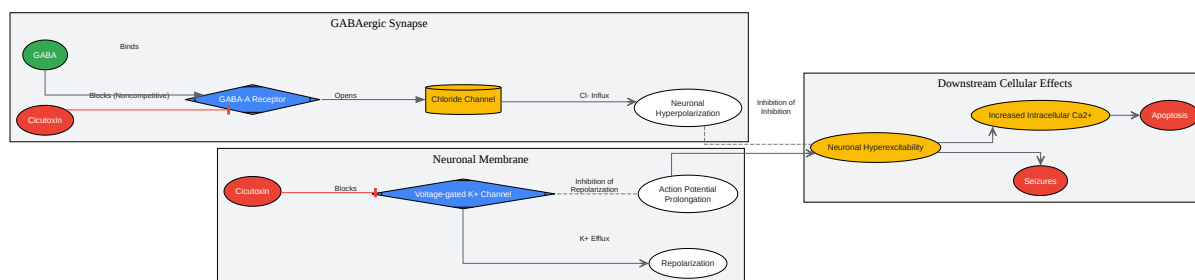 GABAergic Synapse
Binds
GABA
Blocks (Noncompetitive)
GABA-A Receptor
Opens
Chloride Channel
Cl- Influx
Neuronal
Hyperpolarization
Cicutoxin
Inhibition of
Inhibition
Downstream Cellular Effects
Increased Intracellular Ca2+
Apoptosis
Neuronal Hyperexcitability
Seizures
Neuronal Membrane
Cicutoxin
Blocks
Voltage-gated K+ Channel
Inhibition of
Repolarization
Action Potential
Prolongation
K+ Efflux
Repolarization